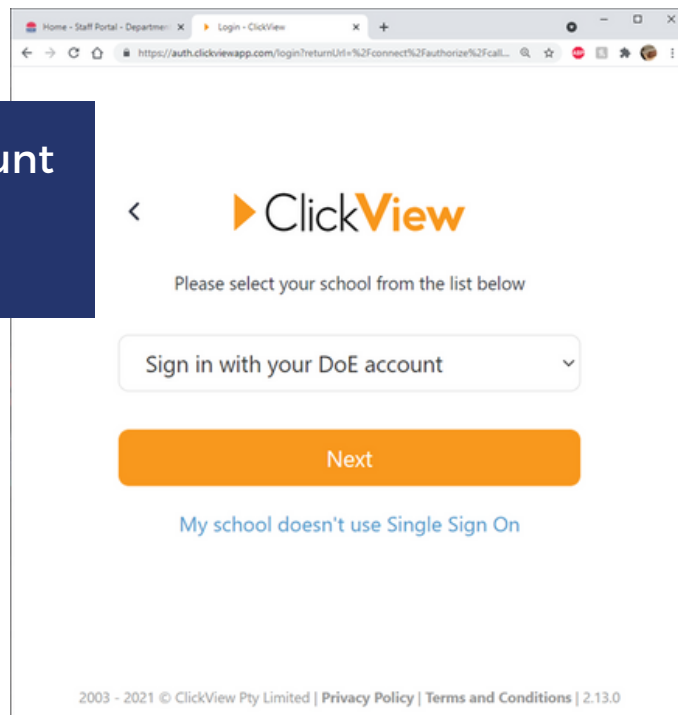 Home - Staff Portal - Departmen
Login - ClickView
https://auth.clickviewapp.com/login?returnUrl=%2Fconnect%2Fauthorize%2Fcall...
ABP
unt
ClickView
Please select your school from the list below
Sign in with your DoE account
Next
My school doesn't use Single Sign On
2003 - 2021 © ClickView Pty Limited | Privacy Policy | Terms and Conditions | 2.13.0